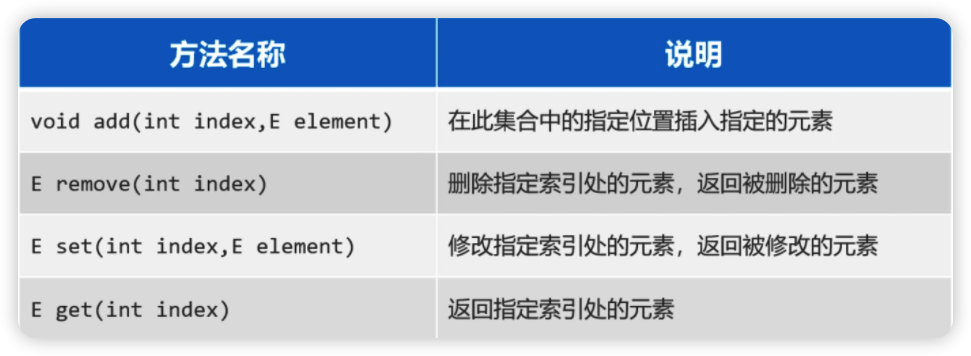 方法名称 说明
void add(int index,E element) 在此集合中的指定位置插入指定的元素
E remove(int index) 删除指定索引处的元素，返回被删除的元素
E set(int index,E element) 修改指定索引处的元素，返回被修改的元素
E get(int index) 返回指定索引处的元素